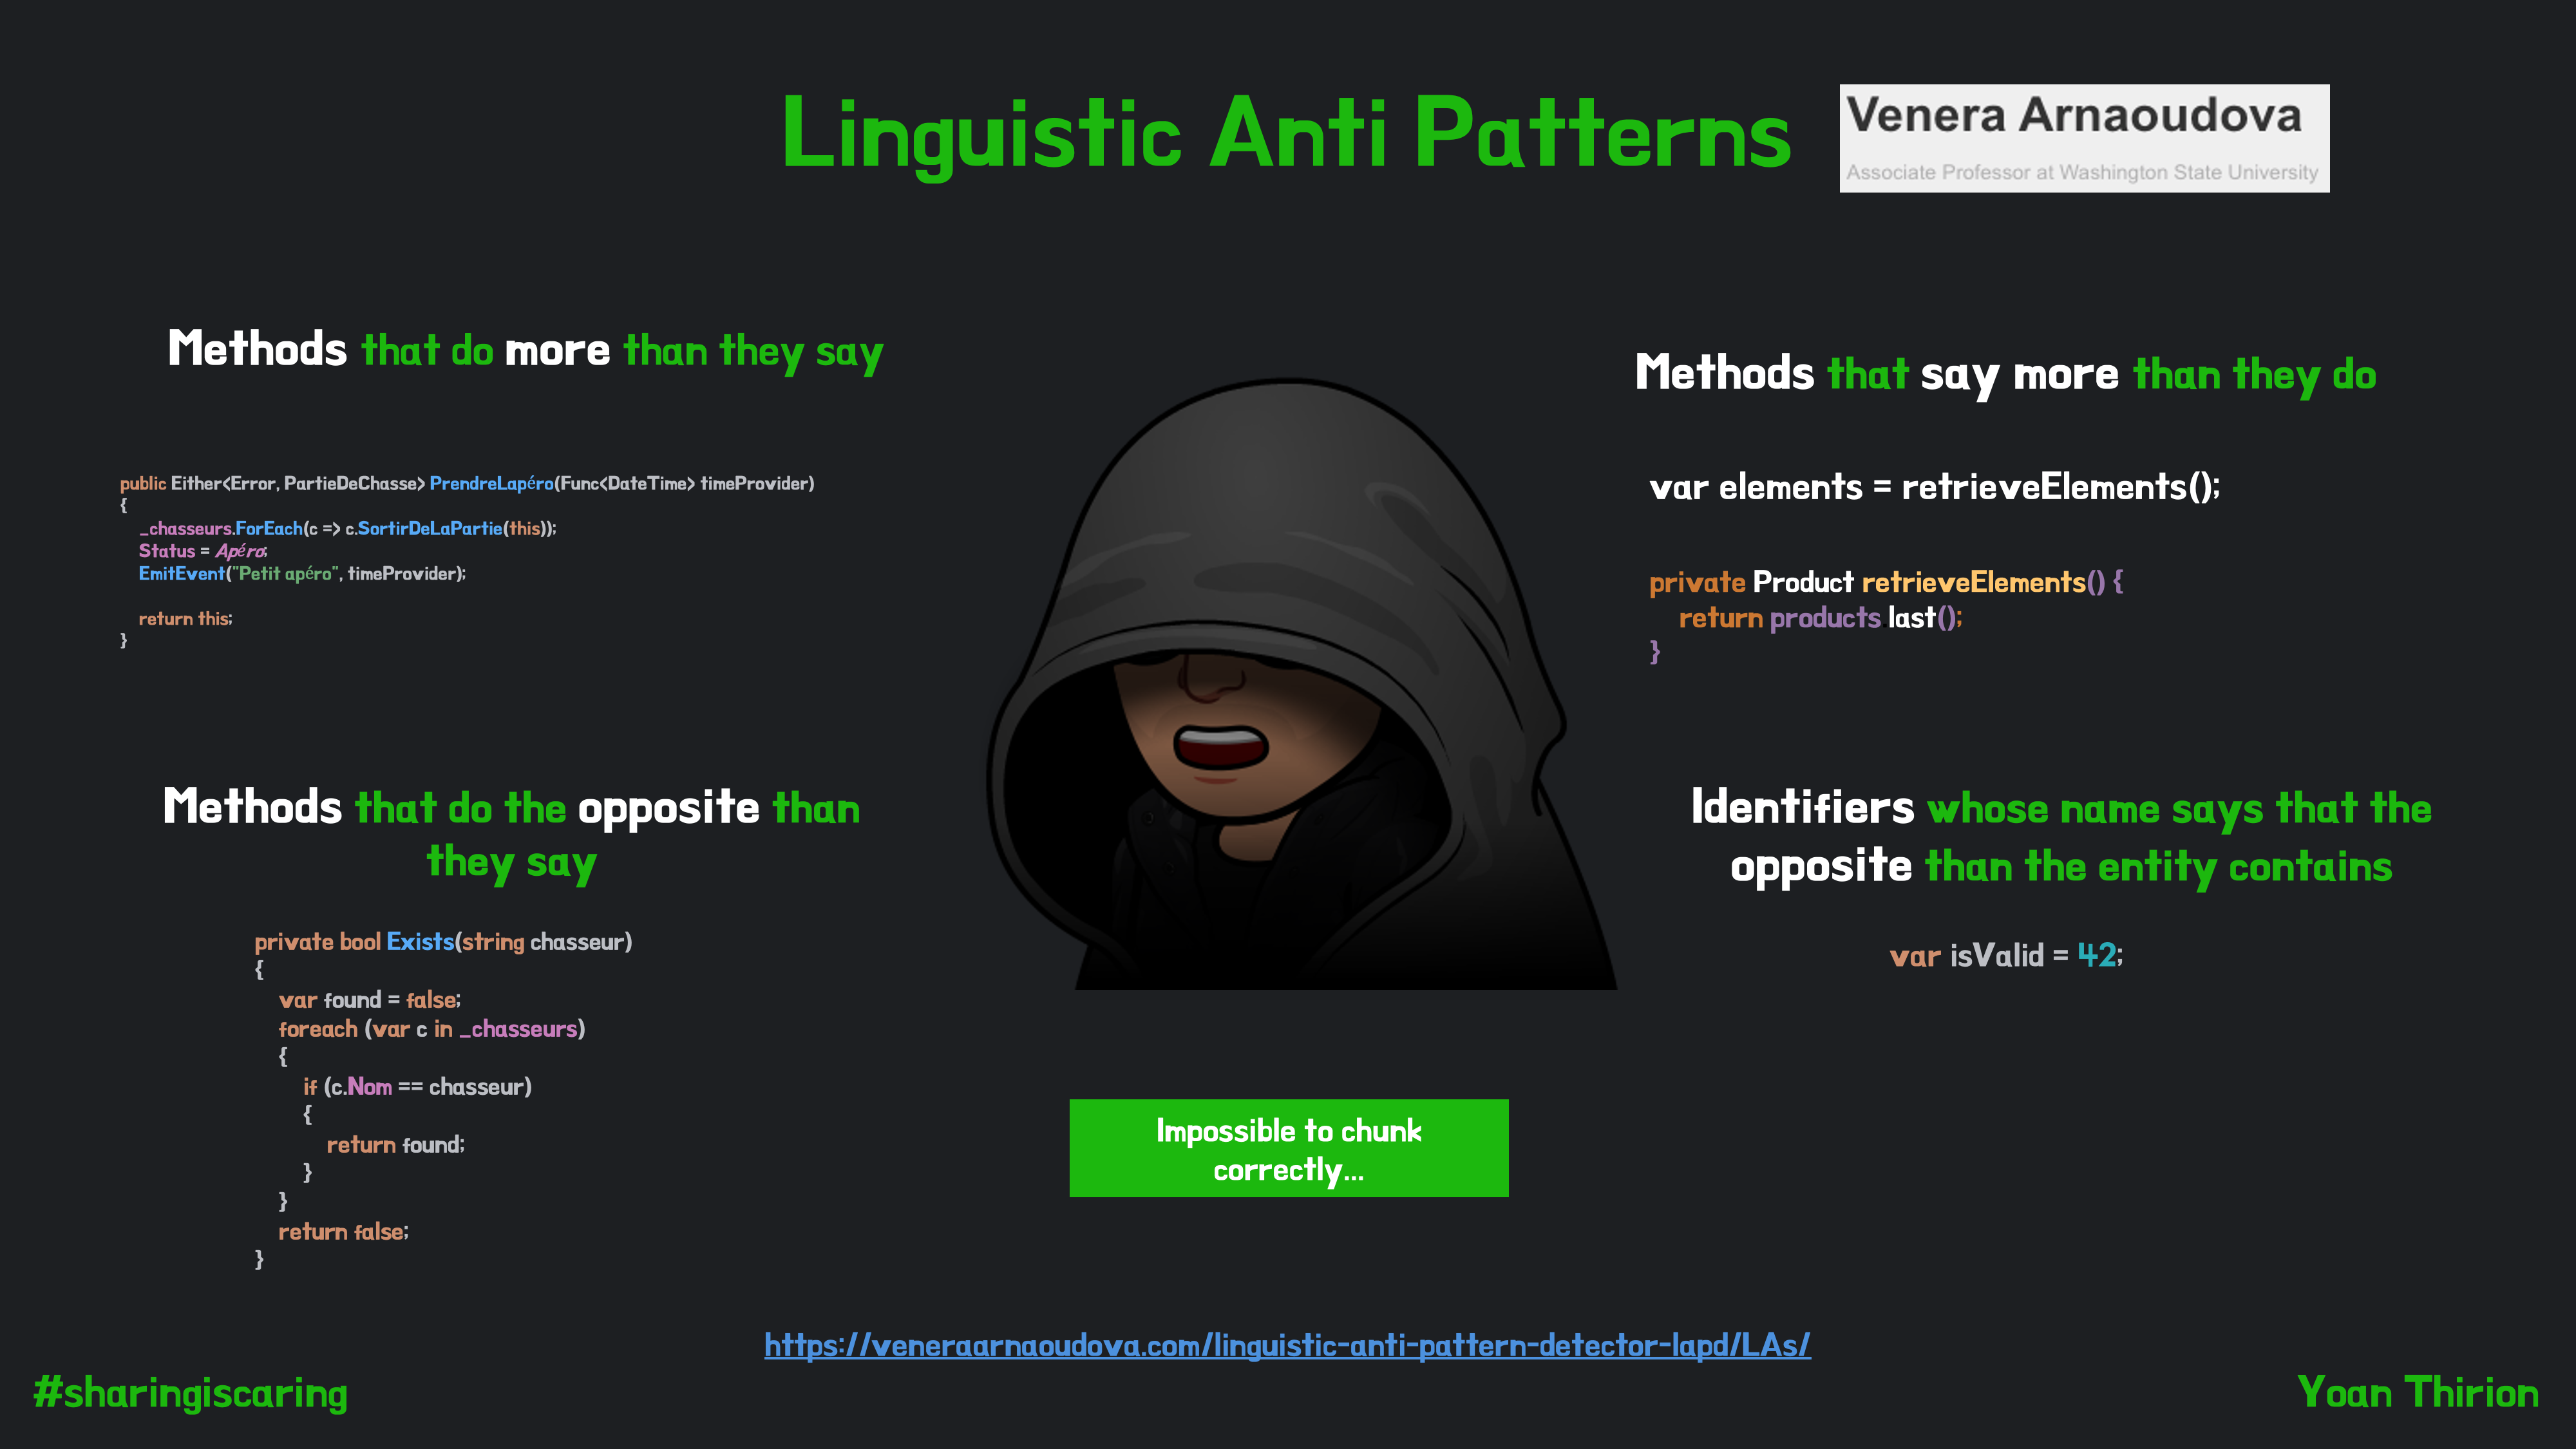 Linguistic Anti Patterns
Venera Arnaoudova
Associate Professor at Washington State University
Methods that do more than they say
public Either<Error, PartieDeChasse> PrendreLapéro(Func<DateTime> timeProvider)
{
_chasseurs.ForEach(c => c.SortirDeLaPartie(this));
Status = Apéro;
EmitEvent("Petit apéro", timeProvider);
return this;
}
Methods that say more than they do
var elements = retrieveElements();
private Product retrieveElements() {
return products.last();
}
Methods that do the opposite than
they say
private bool Exists(string chasseur)
{
var found = false;
foreach (var c in _chasseurs)
{
if (c.Nom == chasseur)
{
return found;
}
}
return false;
}
Identifiers whose name says that the
opposite than the entity contains
var isValid = 42;
Impossible to chunk
correctly...
https://veneraarnaoudova.com/linguistic-anti-pattern-detector-lapd/LAs/
#sharingiscaring
Yoan Thirion